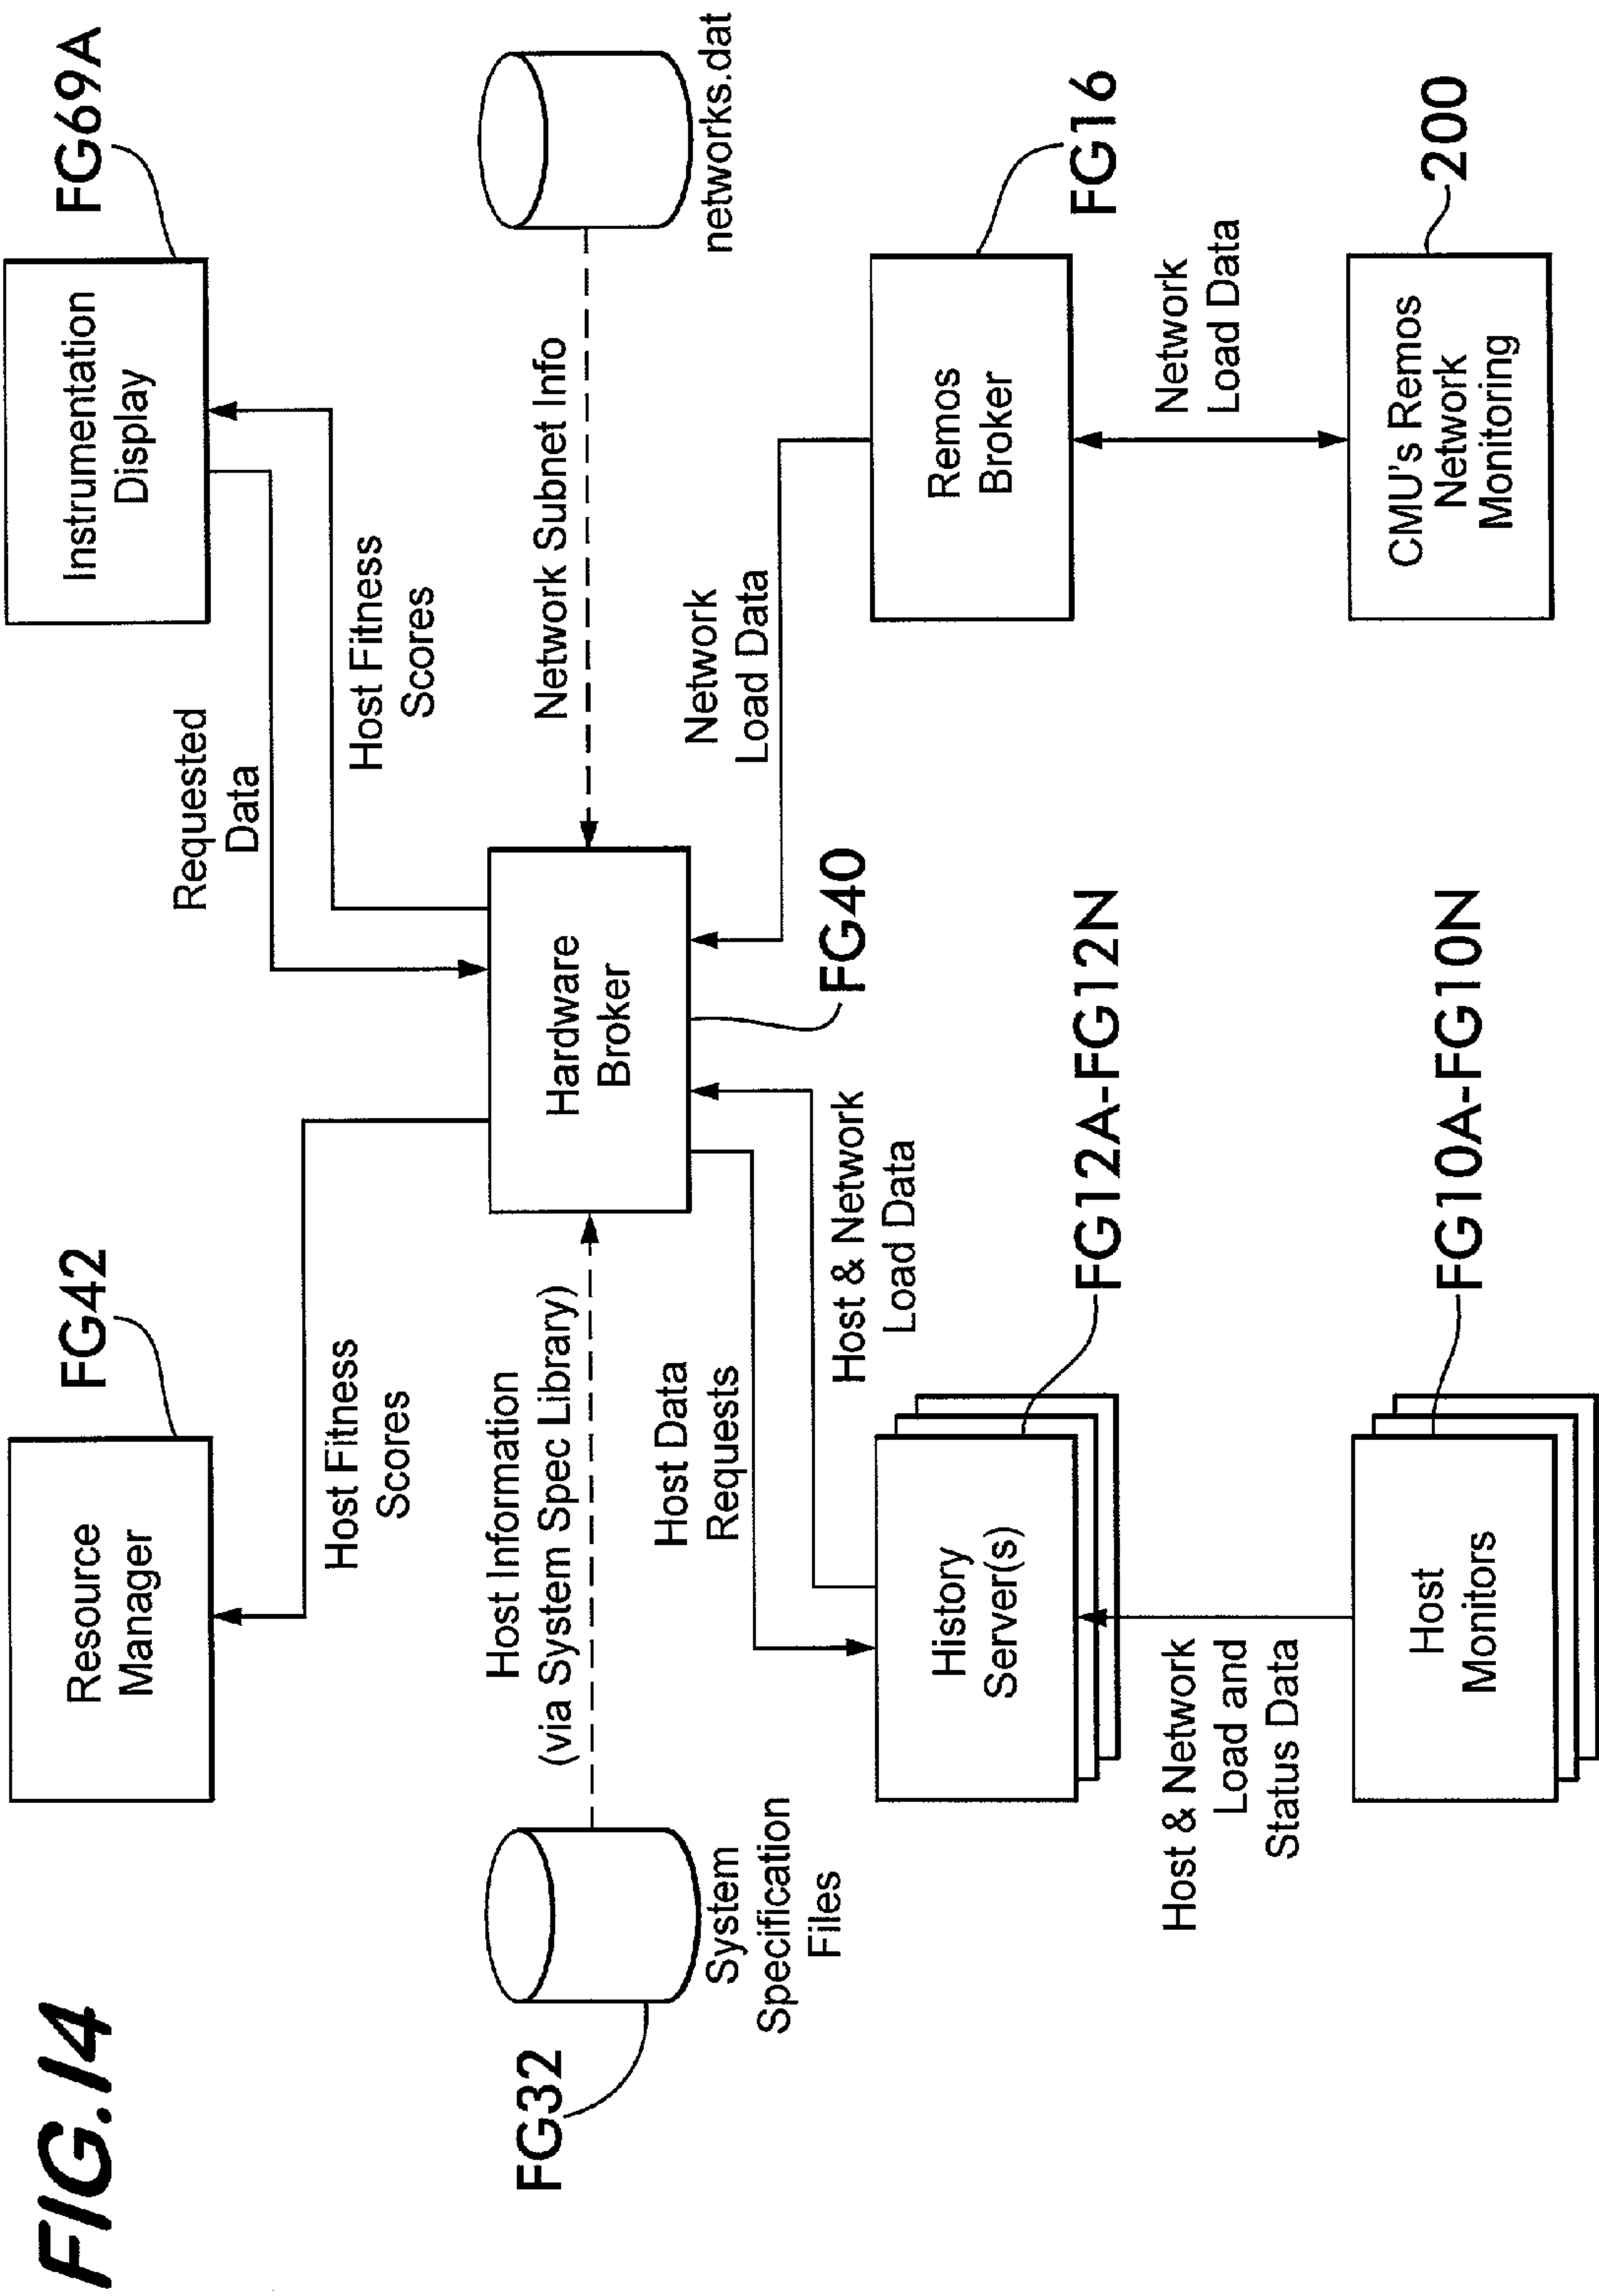 FIG.14
FG42
Resource
Manager
FG69A
Instrumentation
Display
Requested
Data
Host Fitness
Scores
Host Fitness
Scores
FG32
System
Specification
Files
Host Information
(via System Spec Library)
Hardware
Broker
FG40
Network Subnet Info
networks.dat
Host Data
Requests
Host & Network
Load Data
Network
Load Data
History
Server(s)
FG12A-FG12N
Remos
Broker
FG16
Host & Network
Load and
Status Data
Network
Load Data
Host
Monitors
FG10A-FG10N
CMU's Remos
Network
Monitoring
200